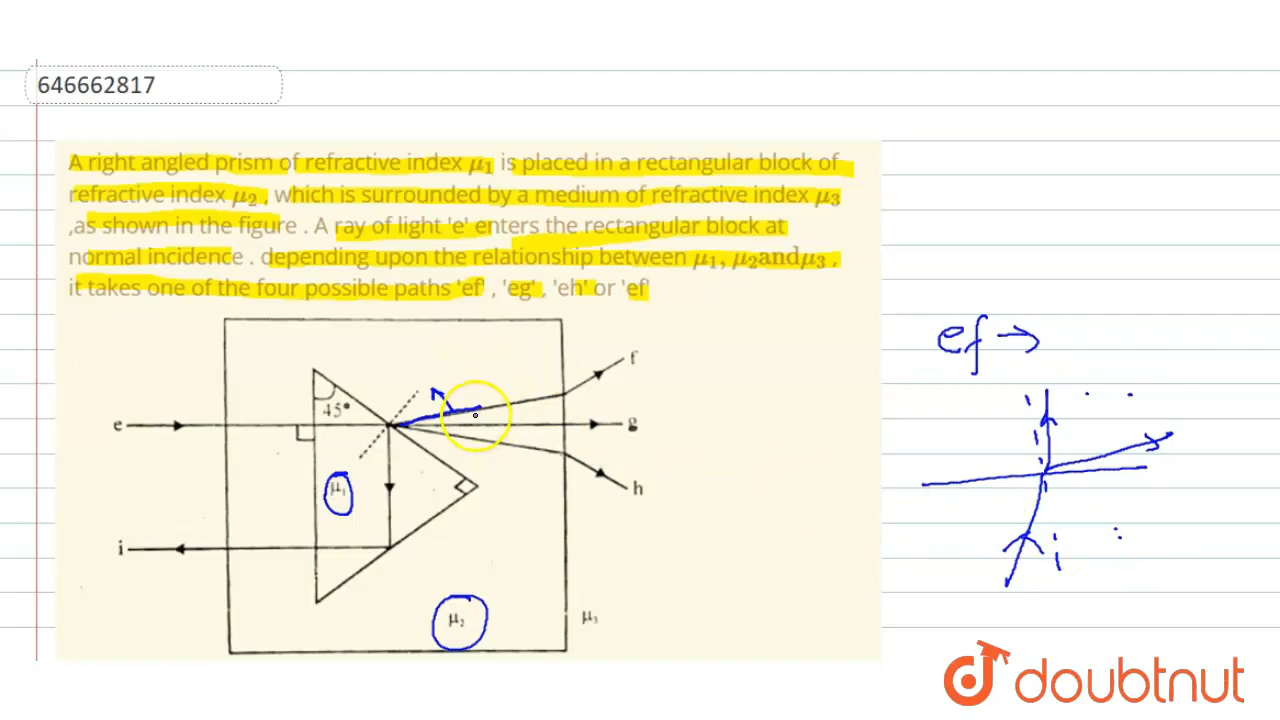 646662817
A right angled prism of refractive index μ₁ is placed in a rectangular block of
refractive index μ₂ , which is surrounded by a medium of refractive index μ₃
,as shown in the figure . A ray of light 'e' enters the rectangular block at
normal incidence . depending upon the relationship between μ₁, μ₂andμ₃ ,
it takes one of the four possible paths 'ef' , 'eg' , 'eh' or 'ef'
ef →
f
45°
e
g
μ₁
h
i
i
μ₂
μ₃
doubtnut